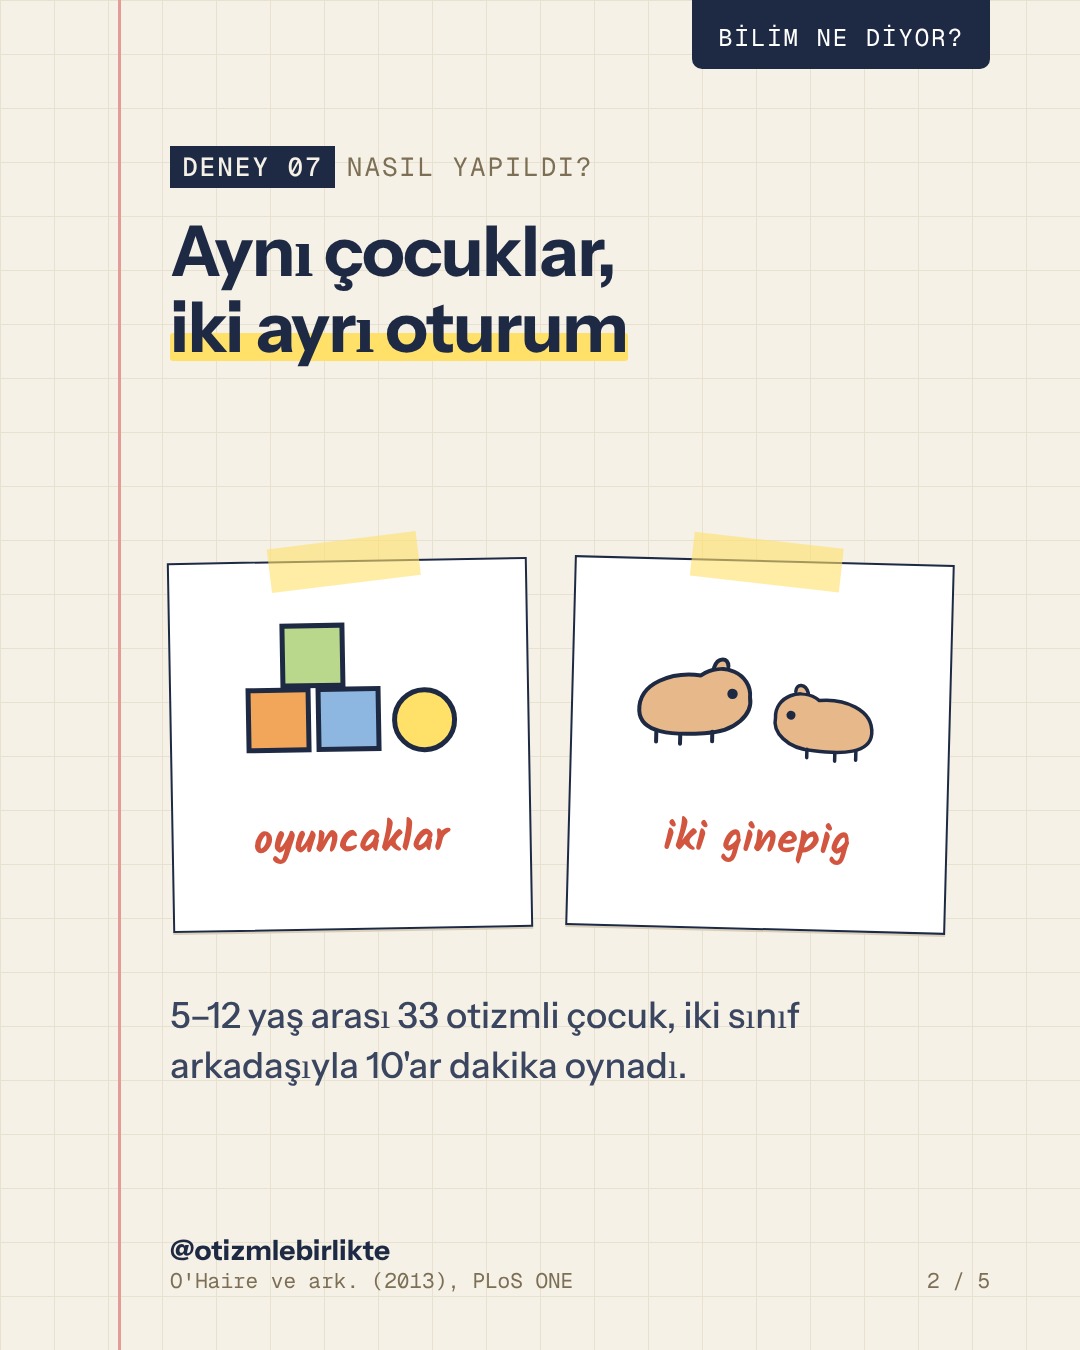 BİLİM NE DİYOR?
DENEY 07 NASIL YAPILDI?
Aynı çocuklar,
iki ayrı oturum
oyuncaklar
iki ginepig
5–12 yaş arası 33 otizmli çocuk, iki sınıf
arkadaşıyla 10'ar dakika oynadı.
@otizmlebirlikte
O'Haire ve ark. (2013), PLoS ONE
2 / 5